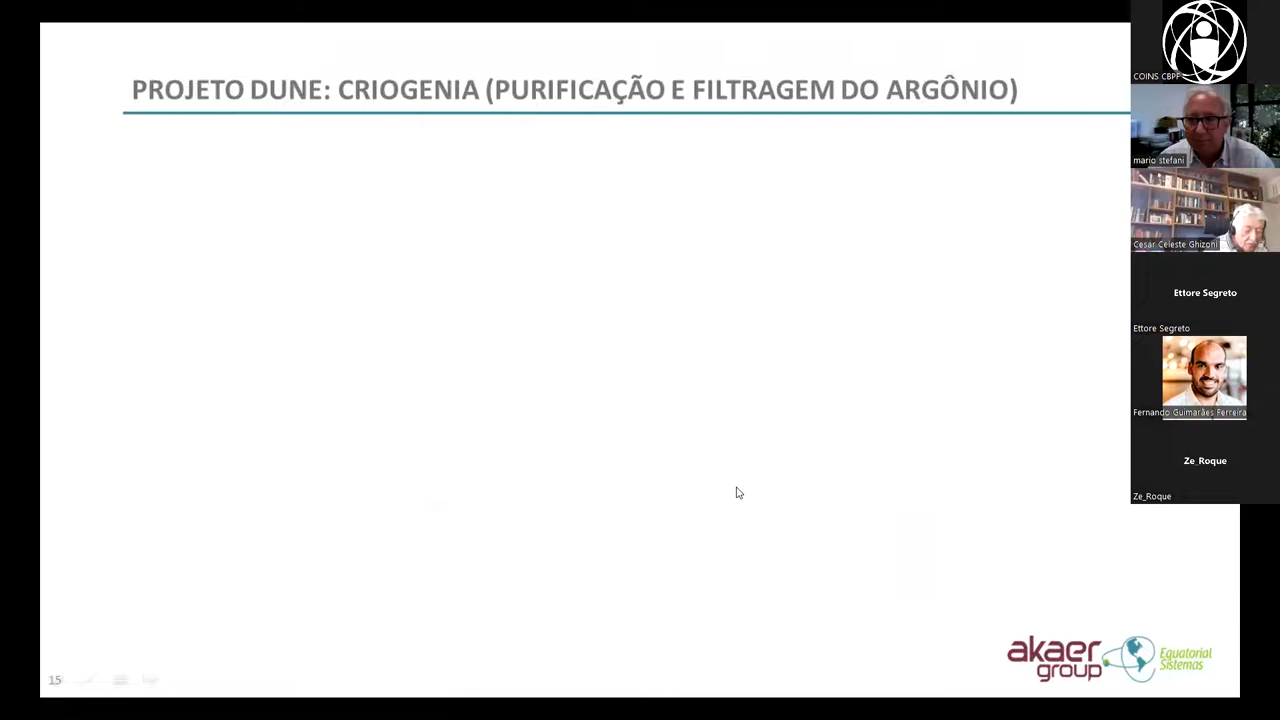 PROJETO DUNE: CRIOGENIA (PURIFICAÇÃO E FILTRAGEM DO ARGÔNIO)
COINS CBPF
mario stefani
Cesar Celeste Ghizoni
Ettore Segreto
Ettore Segreto
Fernando Guimarães Ferreira
Ze_Roque
Ze_Roque
akaer
group
Equatorial
Sistemas
15